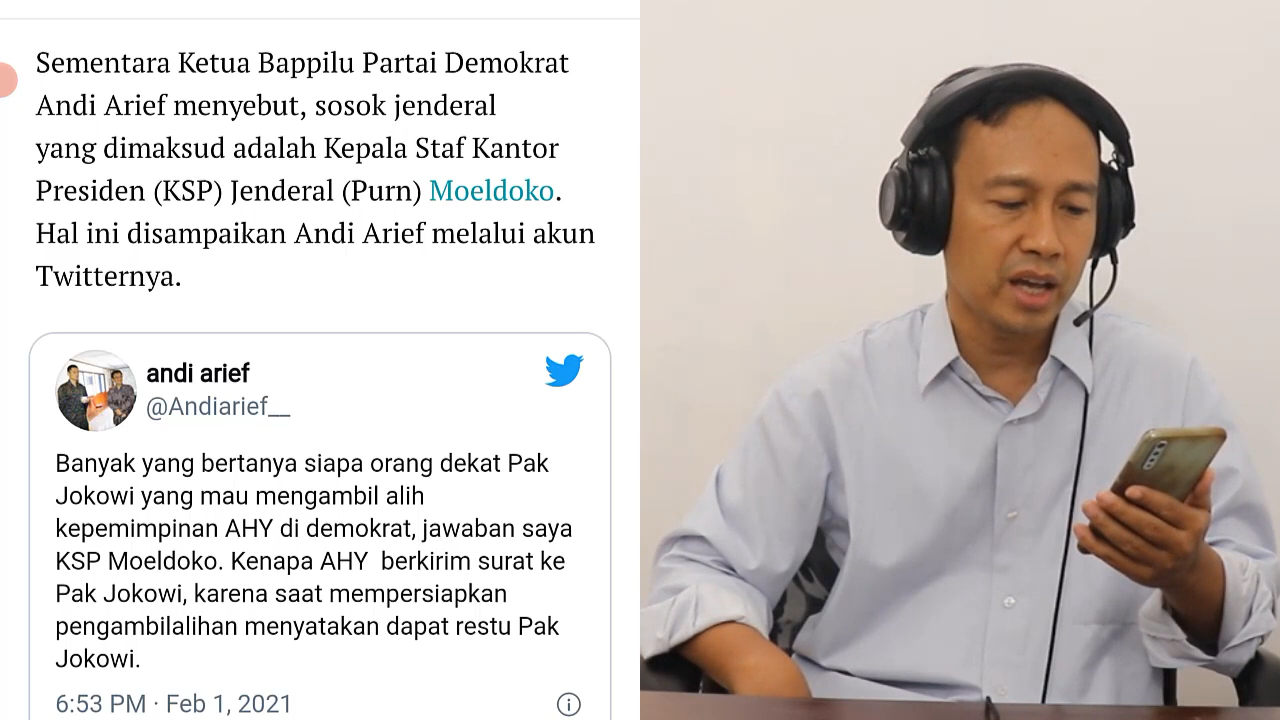 Sementara Ketua Bappilu Partai Demokrat
Andi Arief menyebut, sosok jenderal
yang dimaksud adalah Kepala Staf Kantor
Presiden (KSP) Jenderal (Purn) Moeldoko.
Hal ini disampaikan Andi Arief melalui akun
Twitternya.
andi arief
@Andiarief__
Banyak yang bertanya siapa orang dekat Pak
Jokowi yang mau mengambil alih
kepemimpinan AHY di demokrat, jawaban saya
KSP Moeldoko. Kenapa AHY  berkirim surat ke
Pak Jokowi, karena saat mempersiapkan
pengambilalihan menyatakan dapat restu Pak
Jokowi.
6:53 PM · Feb 1, 2021